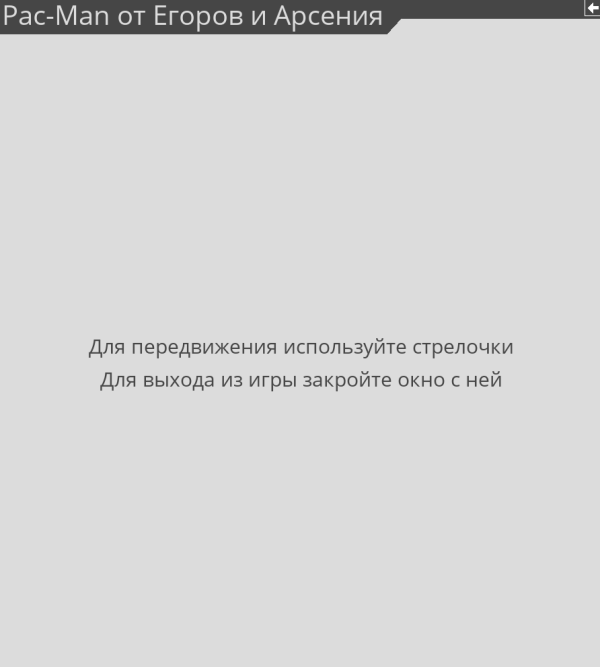 Pac-Man от Егоров и Арсения
Для передвижения используйте стрелочки
Для выхода из игры закройте окно с ней